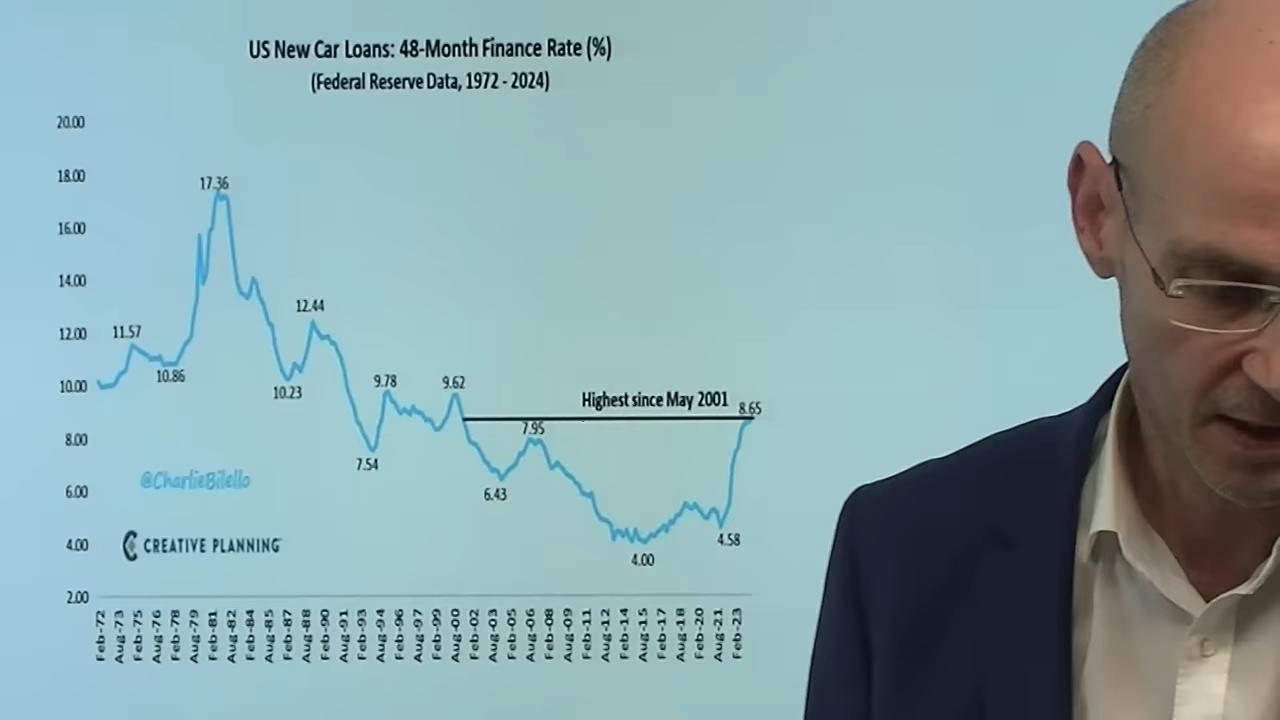 US New Car Loans: 48-Month Finance Rate (%)
(Federal Reserve Data, 1972 - 2024)
20.00
18.00
16.00
14.00
12.00
10.00
8.00
6.00
4.00
2.00
17.36
11.57
10.86
12.44
10.23
9.78
7.54
9.62
Highest since May 2001
8.65
7.95
6.43
4.00
4.58
@CharlieBilello
CREATIVE PLANNING
Feb-72
Aug-73
Feb-75
Aug-76
Feb-78
Aug-79
Feb-81
Aug-82
Feb-84
Aug-85
Feb-87
Aug-88
Feb-90
Aug-91
Feb-93
Aug-94
Feb-96
Aug-97
Feb-99
Aug-00
Feb-02
Aug-03
Feb-05
Aug-06
Feb-08
Aug-09
Feb-11
Aug-12
Feb-14
Aug-15
Feb-17
Aug-18
Feb-20
Aug-21
Feb-23